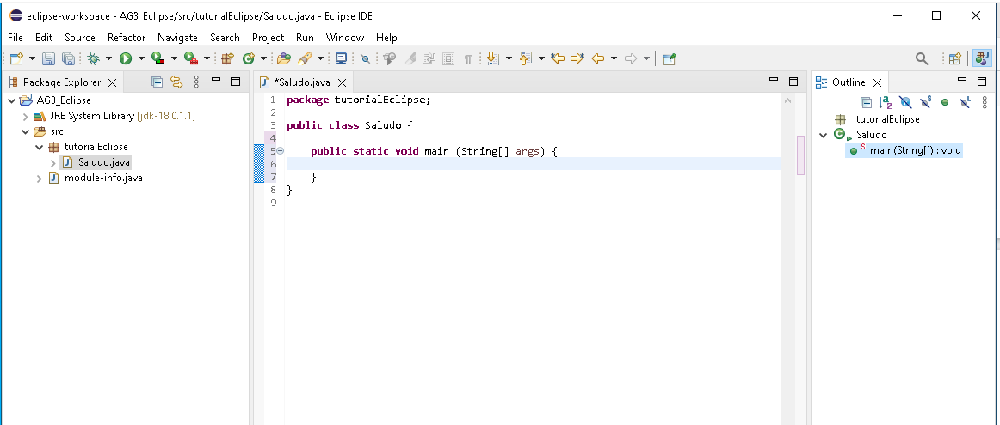 eclipse-workspace - AG3_Eclipse/src/tutorialEclipse/Saludo.java - Eclipse IDE
File Edit Source Refactor Navigate Search Project Run Window Help
Package Explorer
AG3_Eclipse
JRE System Library [jdk-18.0.1.1]
src
tutorialEclipse
Saludo.java
module-info.java
*Saludo.java
1 package tutorialEclipse;
2
3 public class Saludo {
4
5 public static void main (String[] args) {
6
7 }
8 }
9
Outline
tutorialEclipse
Saludo
main(String[]) : void